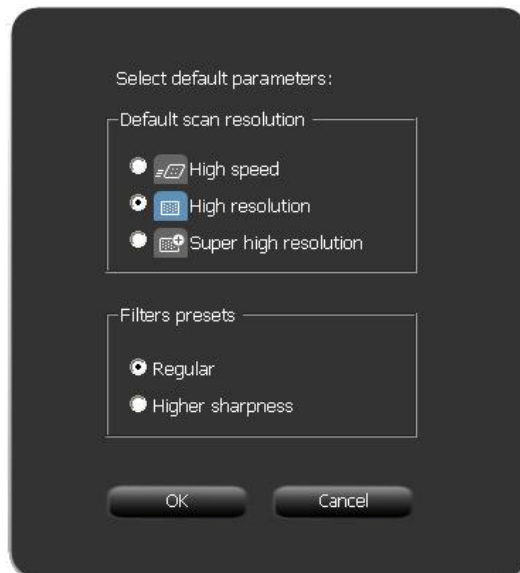 Select default parameters:
Default scan resolution
High speed
High resolution
Super high resolution
Filters presets
Regular
Higher sharpness
OK
Cancel